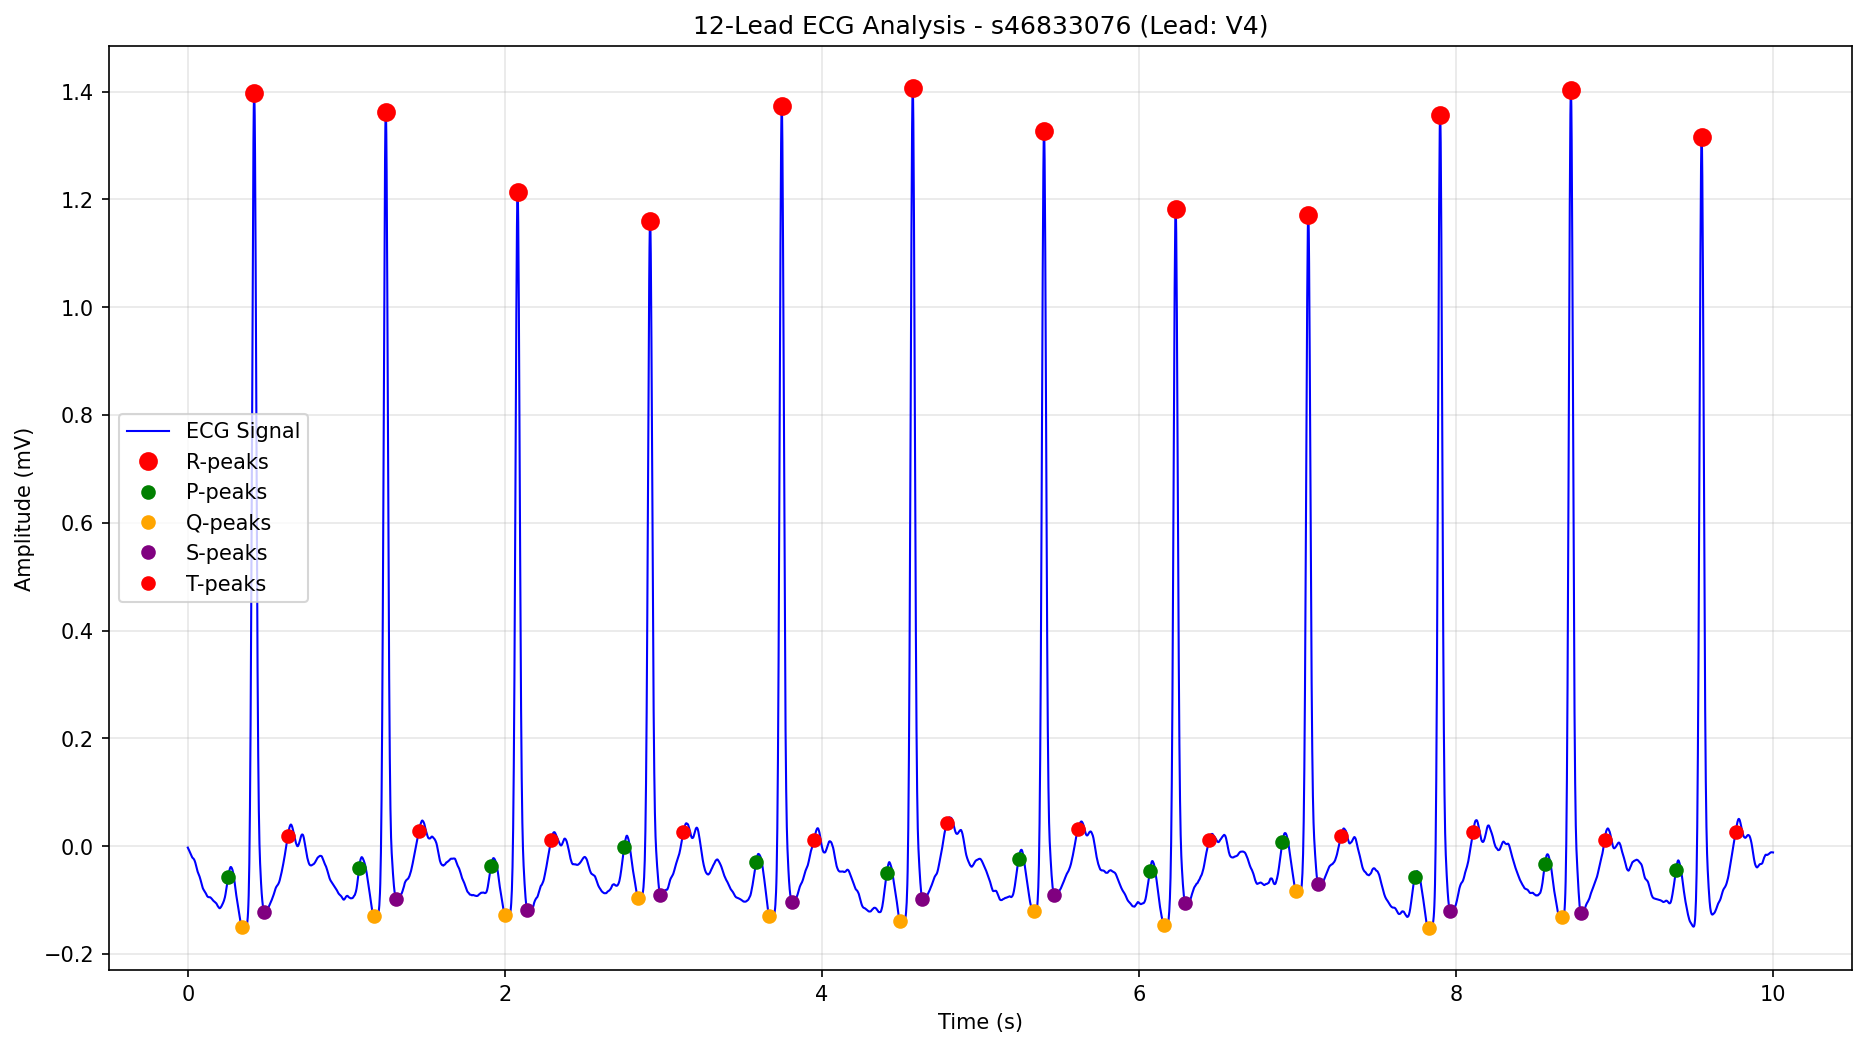 12-Lead ECG Analysis - s46833076 (Lead: V4)
Amplitude (mV)
1.4
1.2
1.0
0.8
0.6
0.4
0.2
0.0
−0.2
ECG Signal
R-peaks
P-peaks
Q-peaks
S-peaks
T-peaks
0 2 4 6 8 10
Time (s)